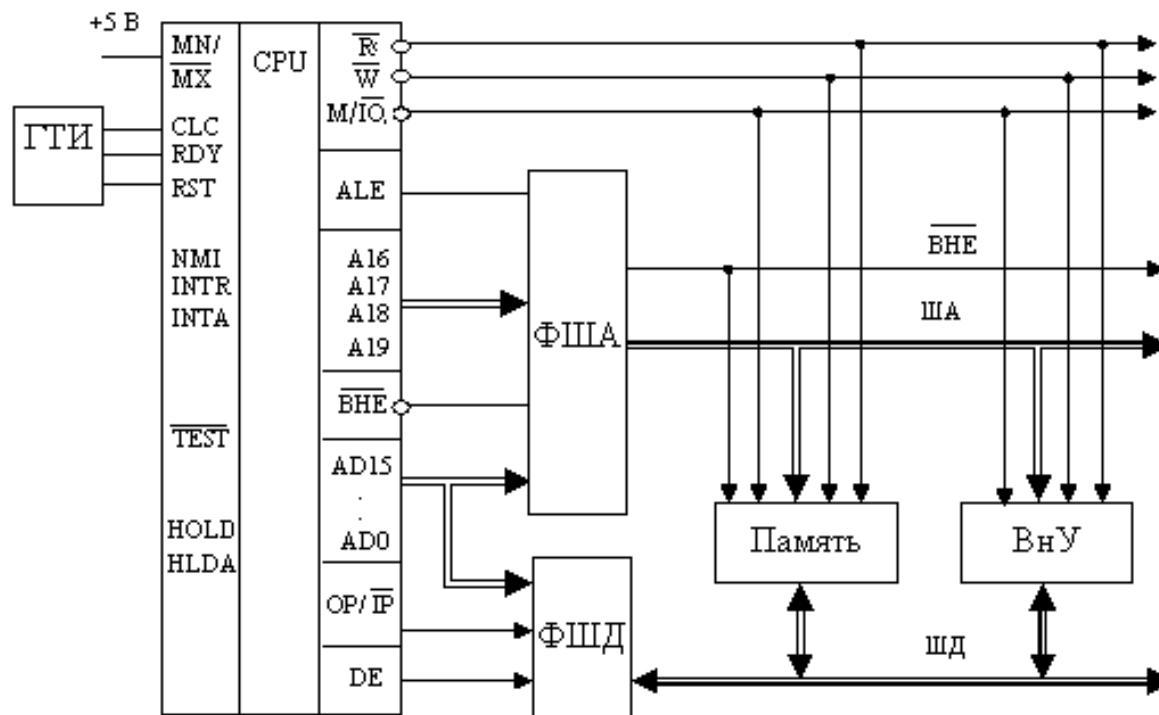 +5 В
MN/
MX
CPU
R
W
M/IO
ГТИ
CLC
RDY
RST
ALE
NMI
INTR
INTA
A16
A17
A18
A19
ФША
BHE
ША
BHE
TEST
AD15
.
.
AD0
HOLD
HLDA
Память
ВнУ
OP/IP
DE
ФШД
ШД